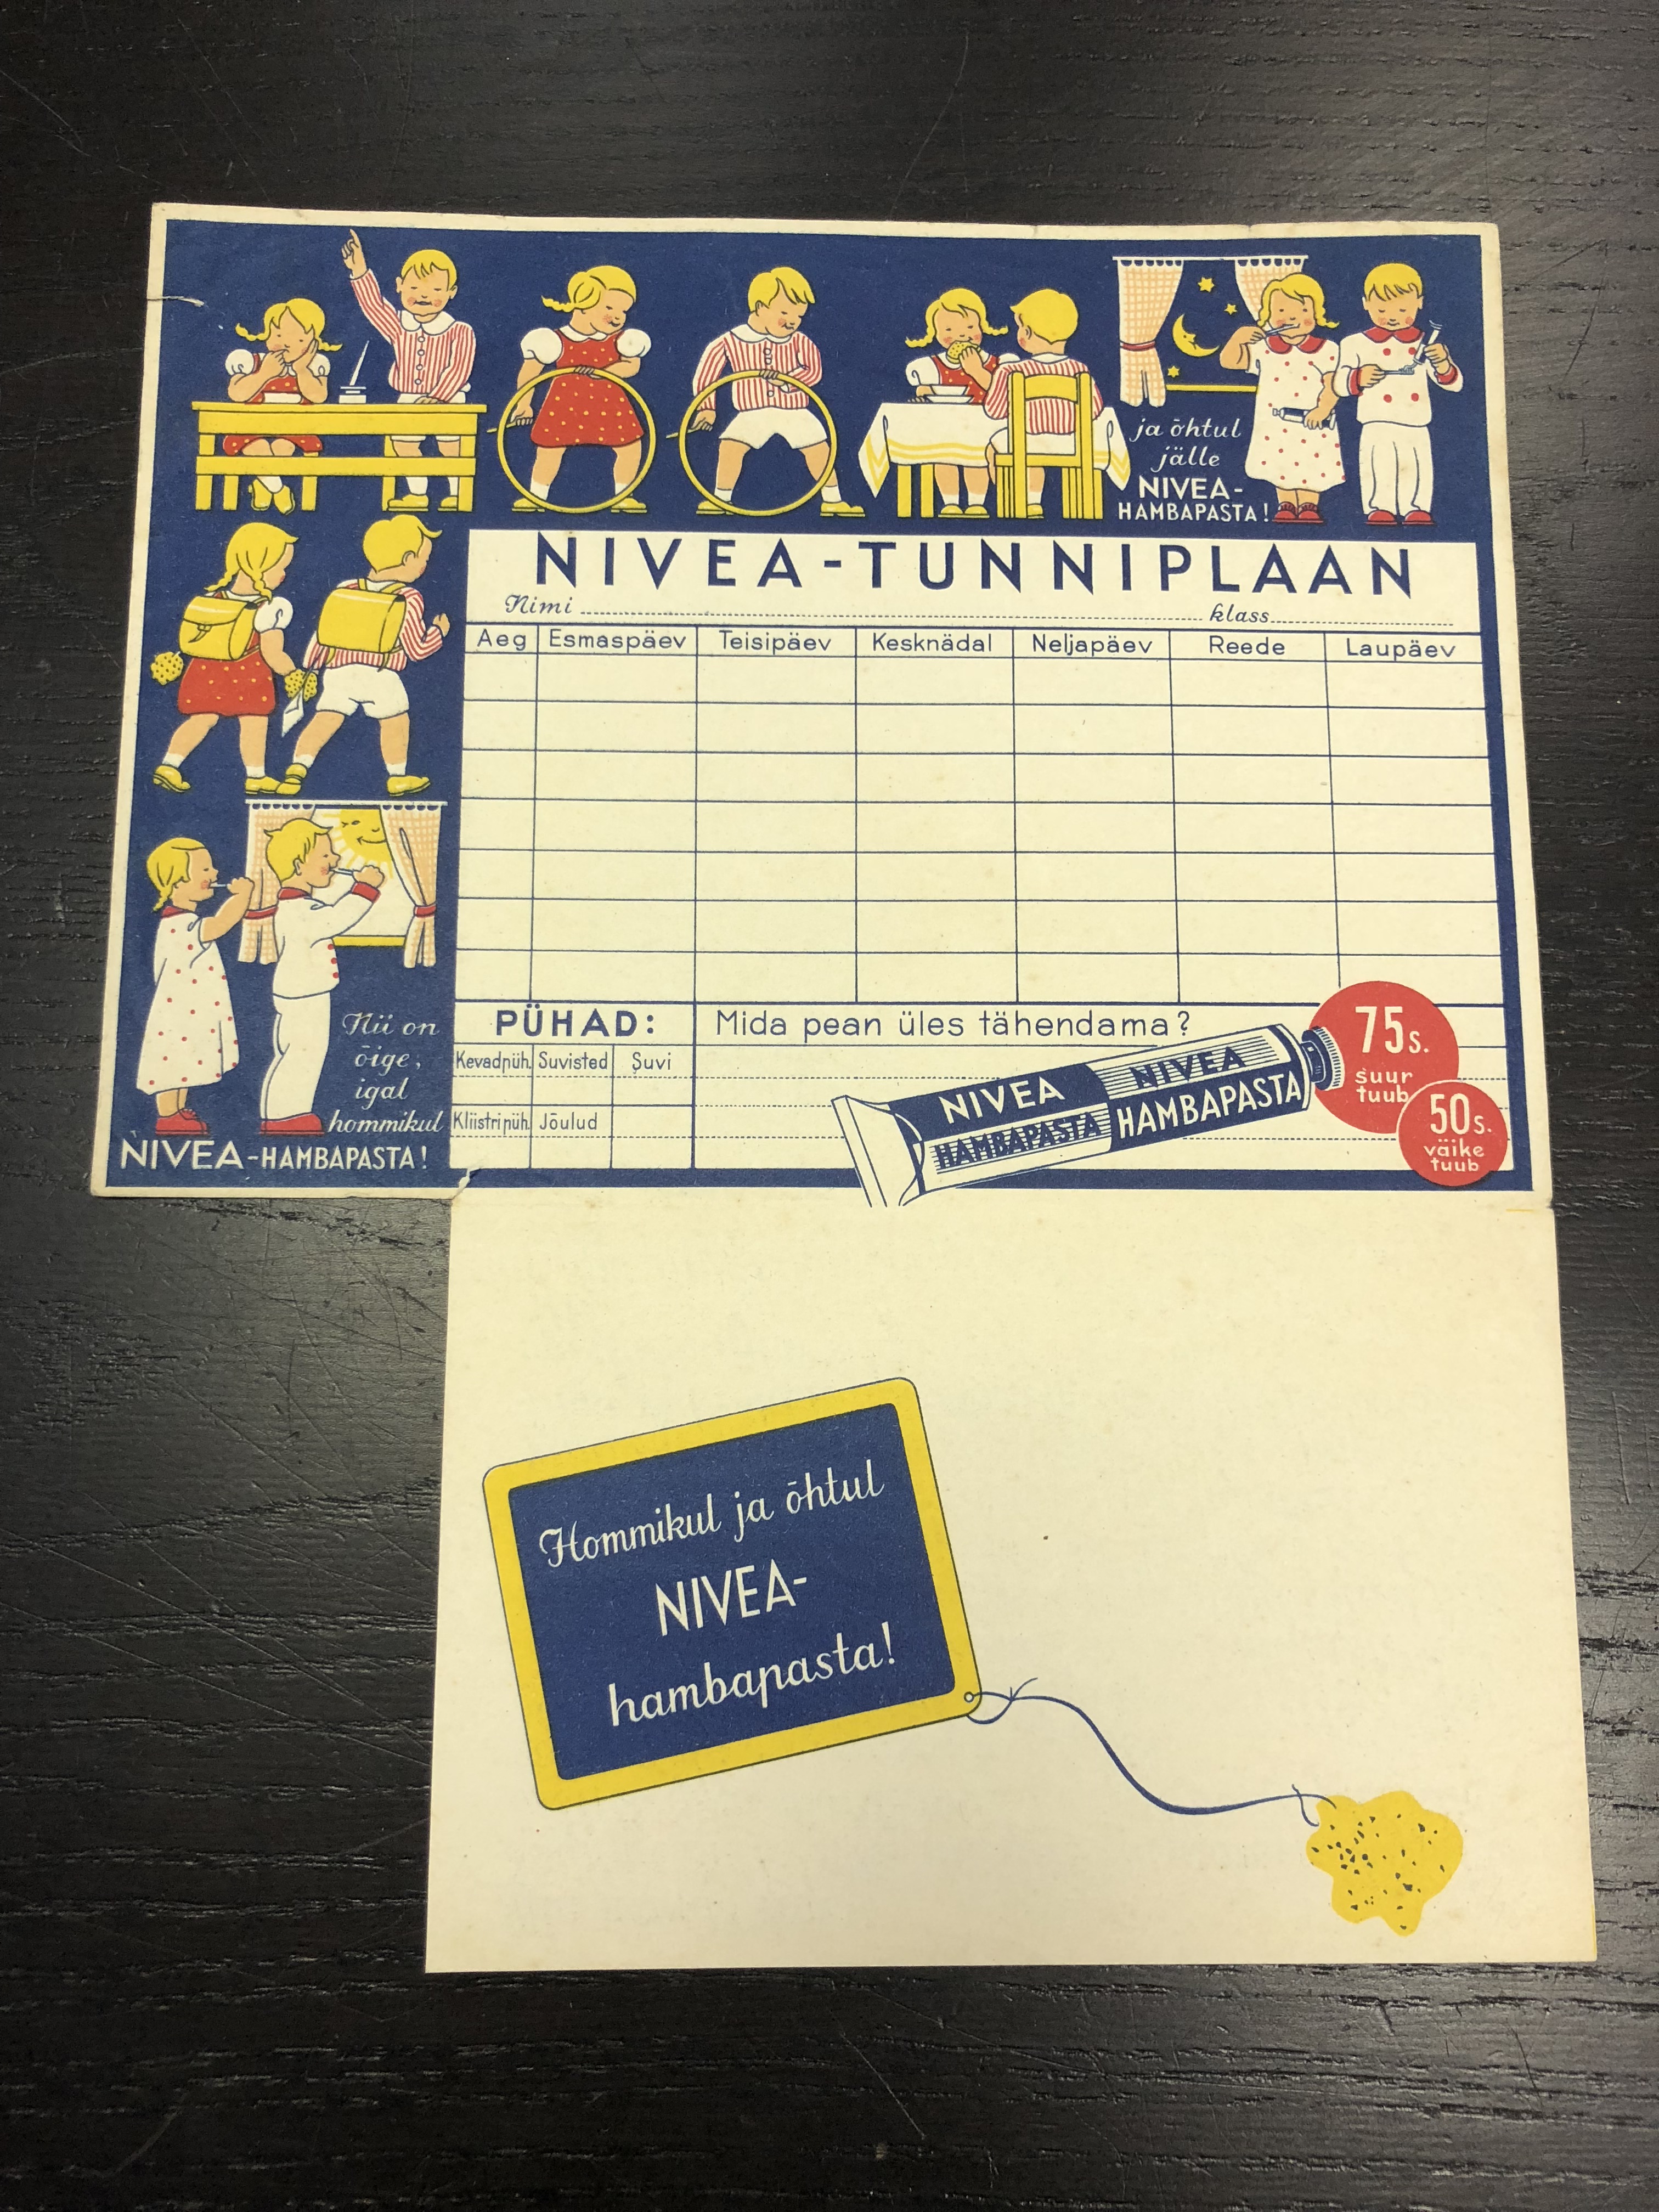 ja õhtul
jälle
NIVEA-
HAMBAPASTA!
NIVEA-TUNNIPLAAN
Nimi klass
Aeg Esmaspäev Teisipäev Kesknädal Neljapäev Reede Laupäev
PÜHAD: Mida pean üles tähendama?
Kevadpüh. Suvisted Suvi
Kliistripüh. Jõulud
NIVEA NIVEA
HAMBAPASTA HAMBAPASTA
75s.
suur
tuub
50s.
väike
tuub
Nii on
õige,
igal
hommikul
NIVEA-HAMBAPASTA!
Hommikul ja õhtul
NIVEA-
hambapasta!